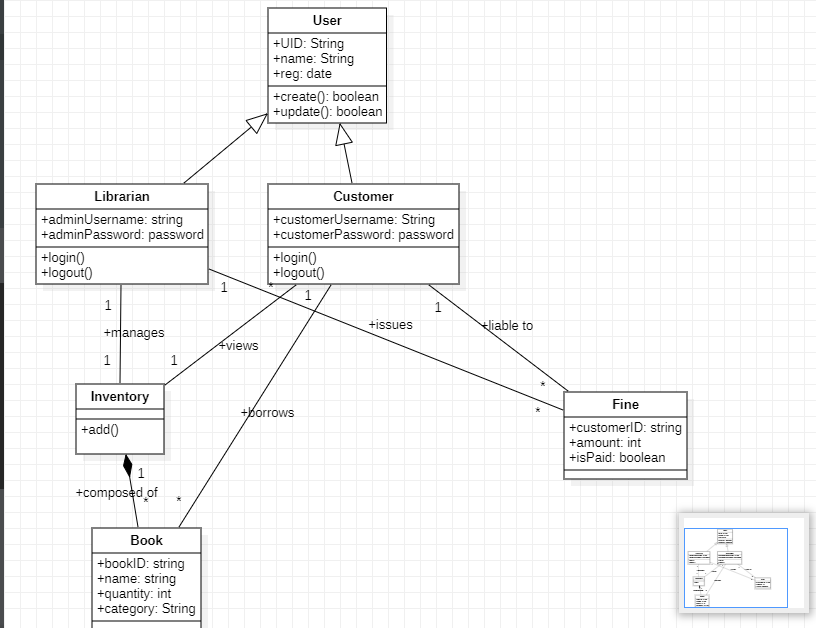 User
+UID: String
+name: String
+reg: date
+create(): boolean
+update(): boolean
Librarian
+adminUsername: string
+adminPassword: password
+login()
+logout()
Customer
+customerUsername: String
+customerPassword: password
+login()
+logout()
1
+manages
1
*
+views
1
1
+borrows
*
1
+issues
*
1
+liable to
*
Inventory
+add()
1
+composed of
*
Fine
+customerID: string
+amount: int
+isPaid: boolean
Book
+bookID: string
+name: string
+quantity: int
+category: String